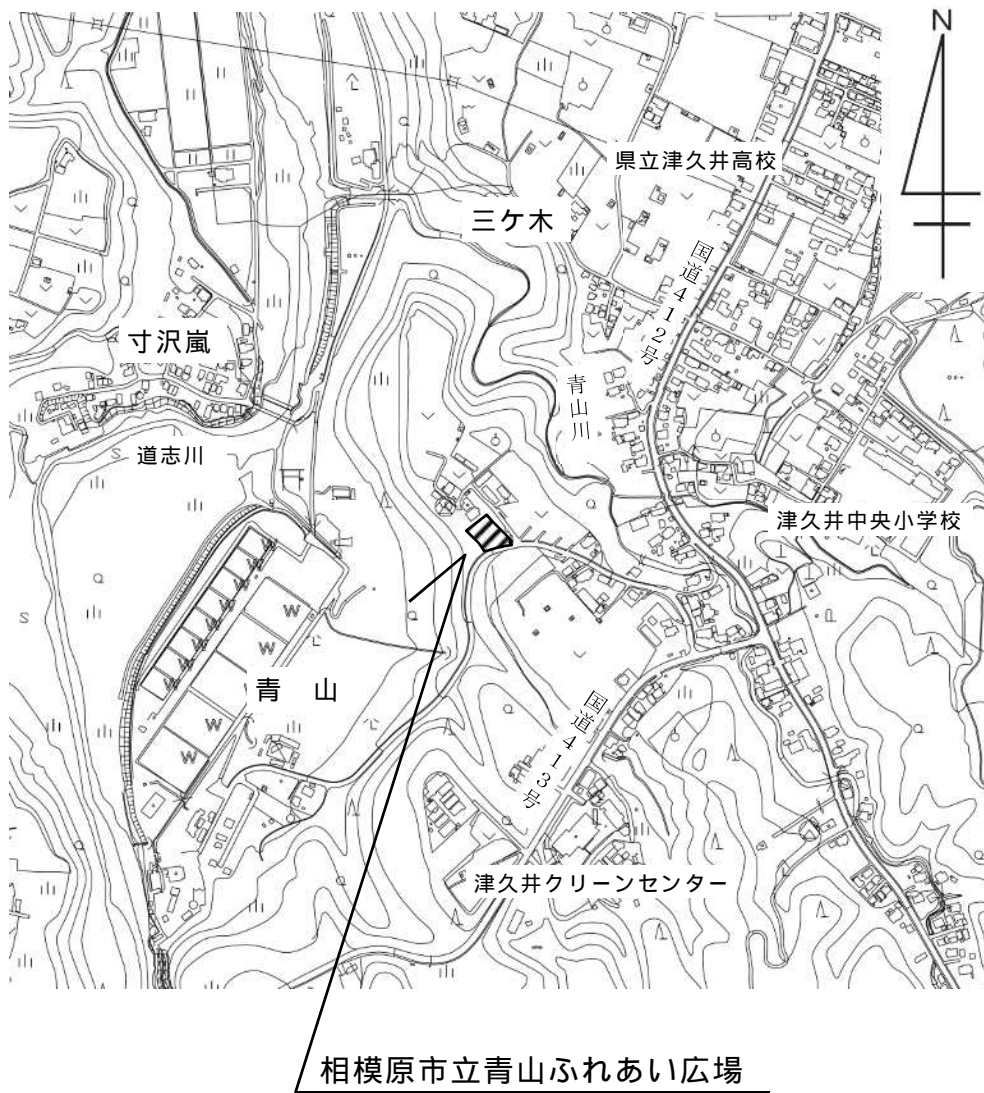 N
県立津久井高校
三ケ木
国道412号
寸沢嵐
青山川
道志川
津久井中央小学校
青 山
国道413号
津久井クリーンセンター
相模原市立青山ふれあい広場